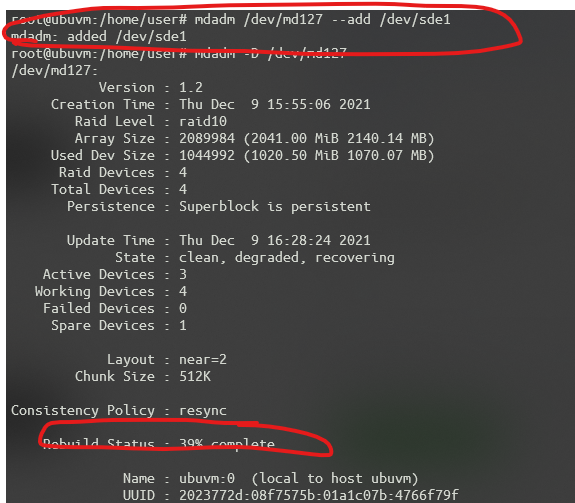 root@ubuvm:/home/user# mdadm /dev/md127 --add /dev/sde1
mdadm: added /dev/sde1
root@ubuvm:/home/user# mdadm -D /dev/md127
/dev/md127:
Version : 1.2
Creation Time : Thu Dec  9 15:55:06 2021
Raid Level : raid10
Array Size : 2089984 (2041.00 MiB 2140.14 MB)
Used Dev Size : 1044992 (1020.50 MiB 1070.07 MB)
Raid Devices : 4
Total Devices : 4
Persistence : Superblock is persistent
Update Time : Thu Dec  9 16:28:24 2021
State : clean, degraded, recovering
Active Devices : 3
Working Devices : 4
Failed Devices : 0
Spare Devices : 1
Layout : near=2
Chunk Size : 512K
Consistency Policy : resync
Rebuild Status : 39% complete
Name : ubuvm:0  (local to host ubuvm)
UUID : 2023772d:08f7575b:01a1c07b:4766f79f